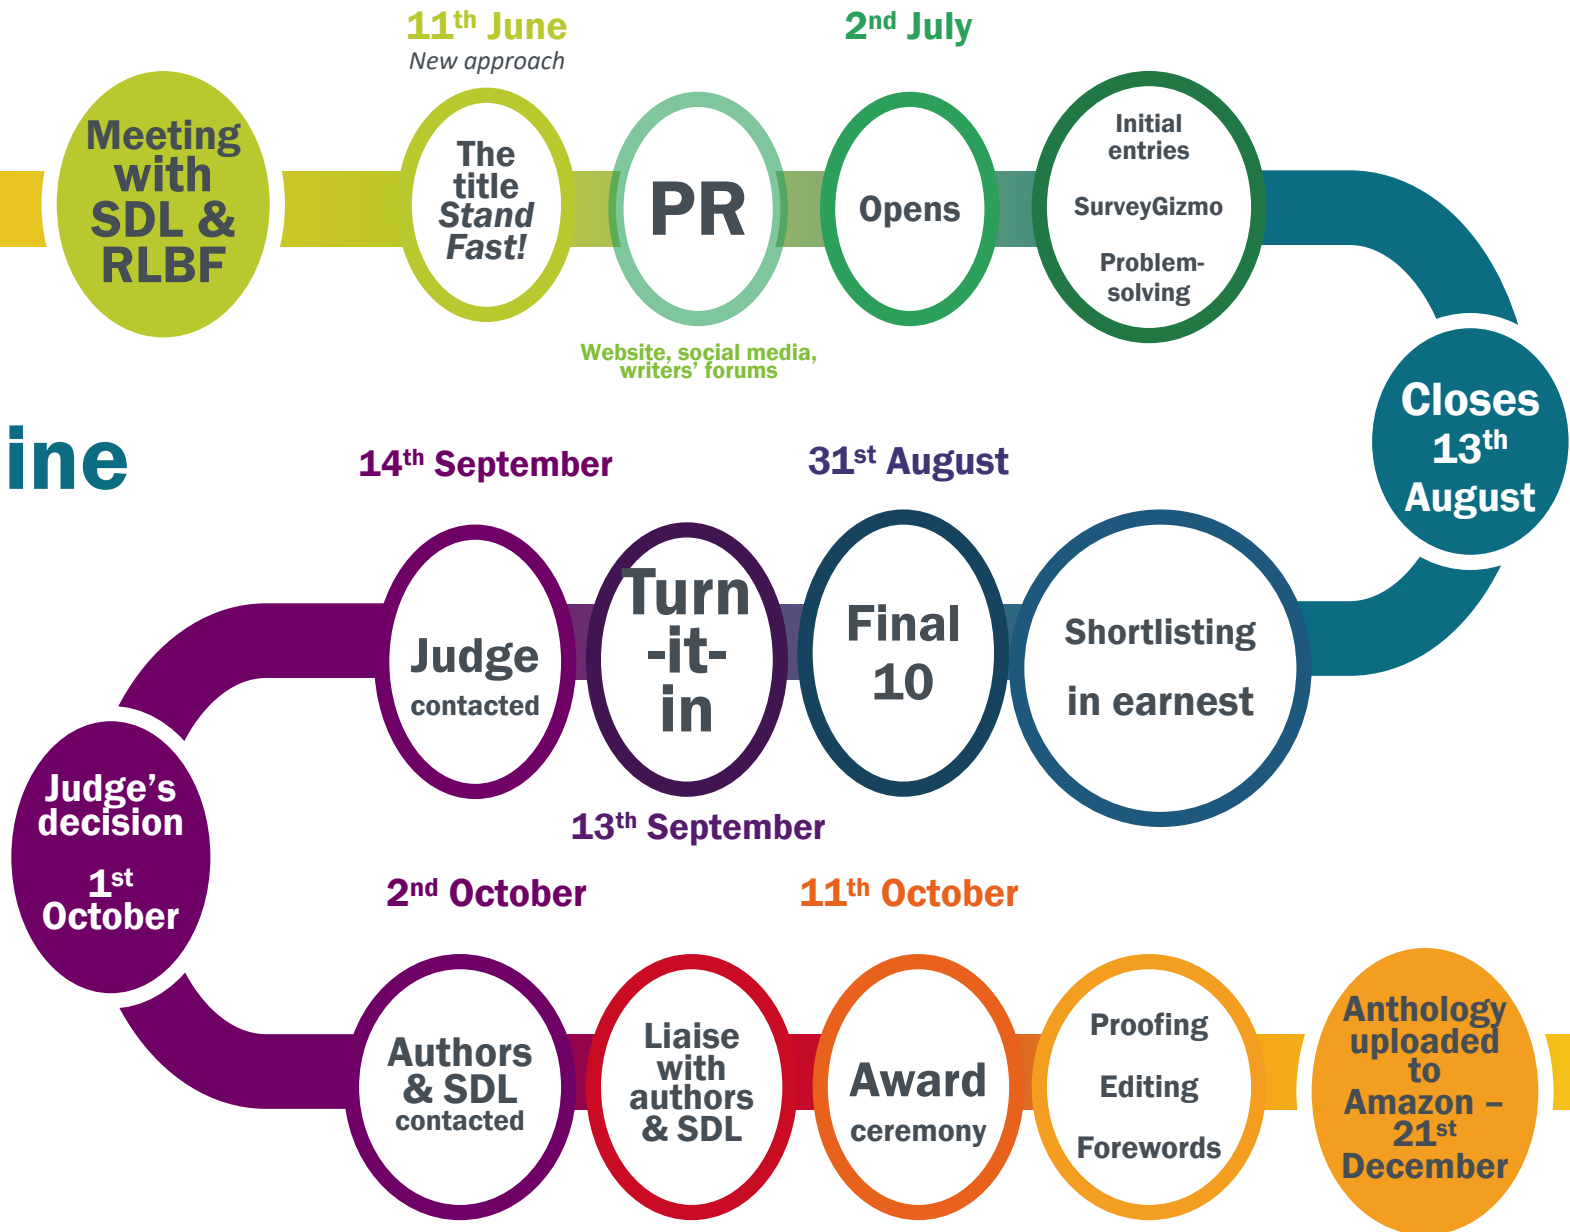 11th June
New approach
2nd July
Meeting
with
SDL &
RLBF
The
title
Stand
Fast!
PR
Website, social media,
writers' forums
Opens
Initial
entries
SurveyGizmo
Problem-
solving
Closes
13th
August
ine
14th September
31st August
Shortlisting
in earnest
Final
10
Turn
-it-
in
13th September
Judge
contacted
Judge's
decision
1st
October
2nd October
11th October
Authors
& SDL
contacted
Liaise
with
authors
& SDL
Award
ceremony
Proofing
Editing
Forewords
Anthology
uploaded
to
Amazon –
21st
December